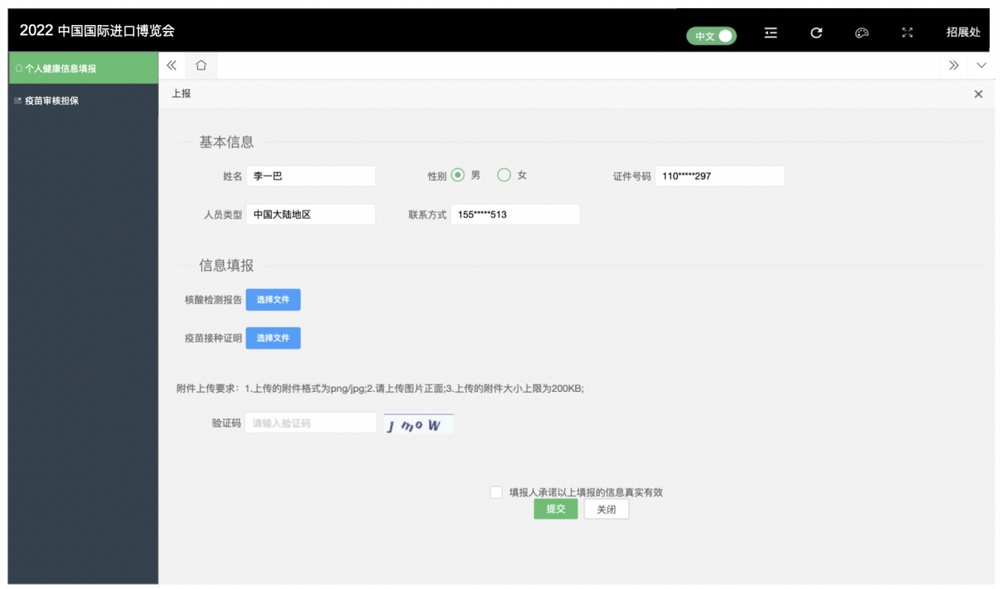 2022 中国国际进口博览会
中文
招展处
个人健康信息填报
疫苗审核担保
上报
基本信息
姓名 李一巴 性别 男 女 证件号码 110*****297
人员类型 中国大陆地区 联系方式 155*****513
信息填报
核酸检测报告 选择文件
疫苗接种证明 选择文件
附件上传要求：1.上传的附件格式为png/jpg;2.请上传图片正面;3.上传的附件大小上限为200KB;
验证码 请输入验证码 JmoW
填报人承诺以上填报的信息真实有效
提交 关闭